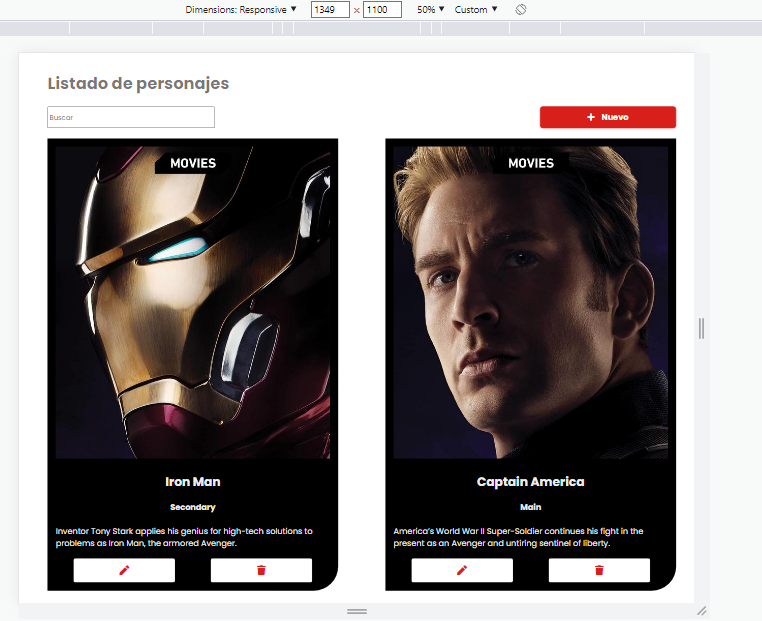 Dimensions: Responsive ▼ 1349 × 1100 50% ▼ Custom ▼
Listado de personajes
Buscar
+ Nuevo
MOVIES
Iron Man
Secondary
Inventor Tony Stark applies his genius for high-tech solutions to
problems as Iron Man, the armored Avenger.
MOVIES
Captain America
Main
America's World War II Super-Soldier continues his fight in the
present as an Avenger and untiring sentinel of liberty.